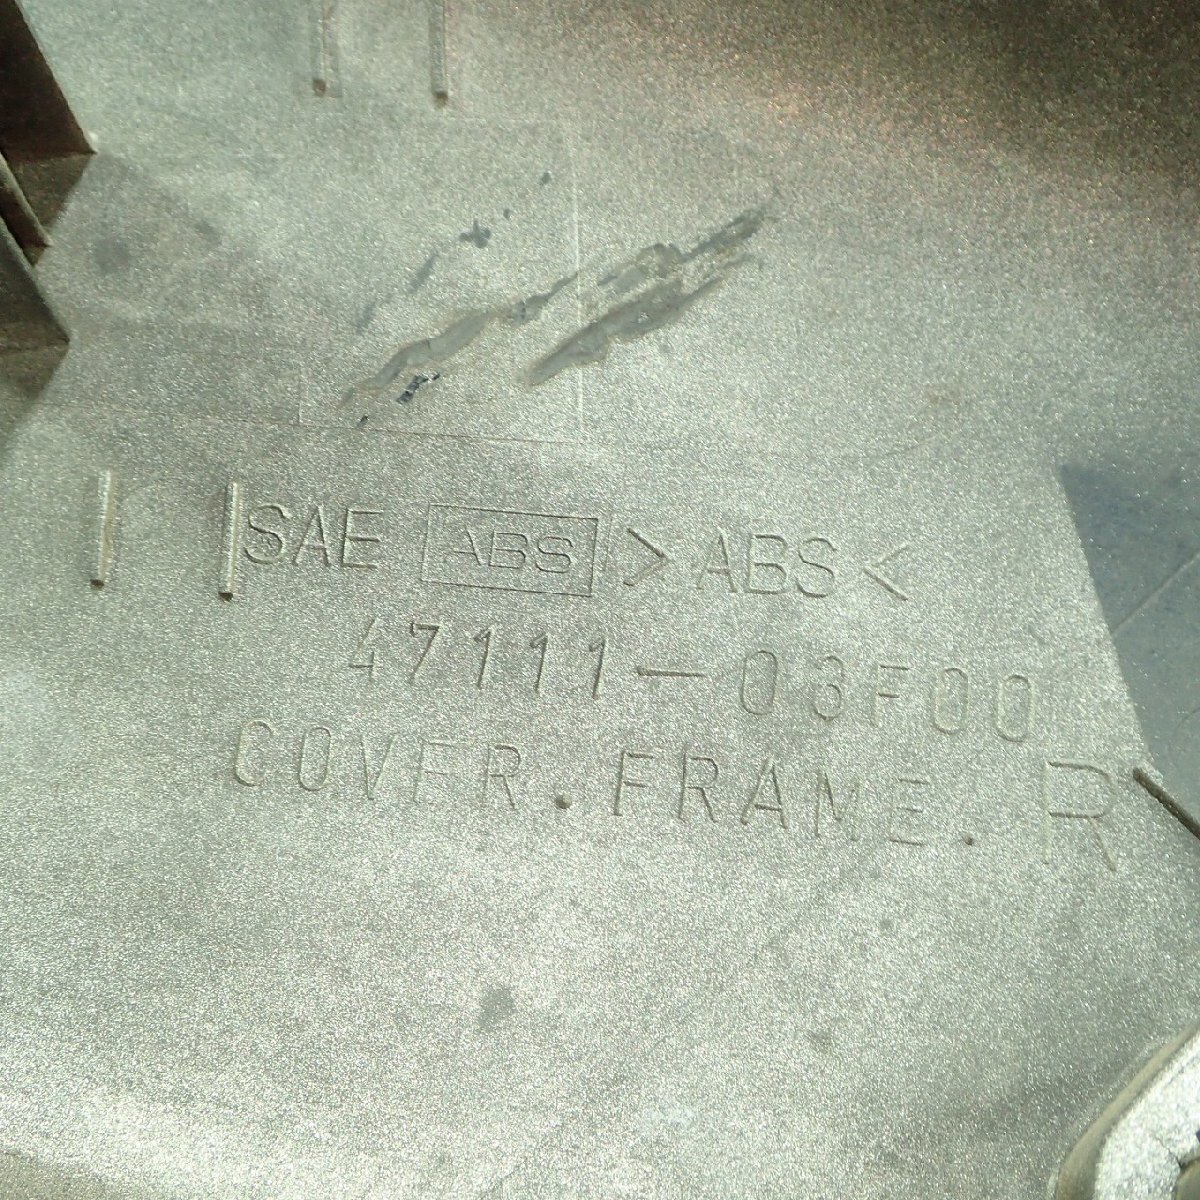 SAE ABS >ABS<
47111-03F00
COVER.FRAME.R